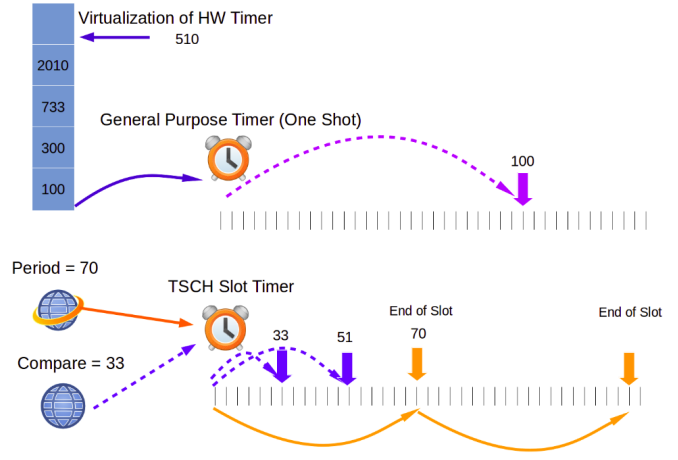 Virtualization of HW Timer
510
2010
733
300
100
General Purpose Timer (One Shot)
100
Period = 70
TSCH Slot Timer
Compare = 33
33
51
End of Slot
70
End of Slot